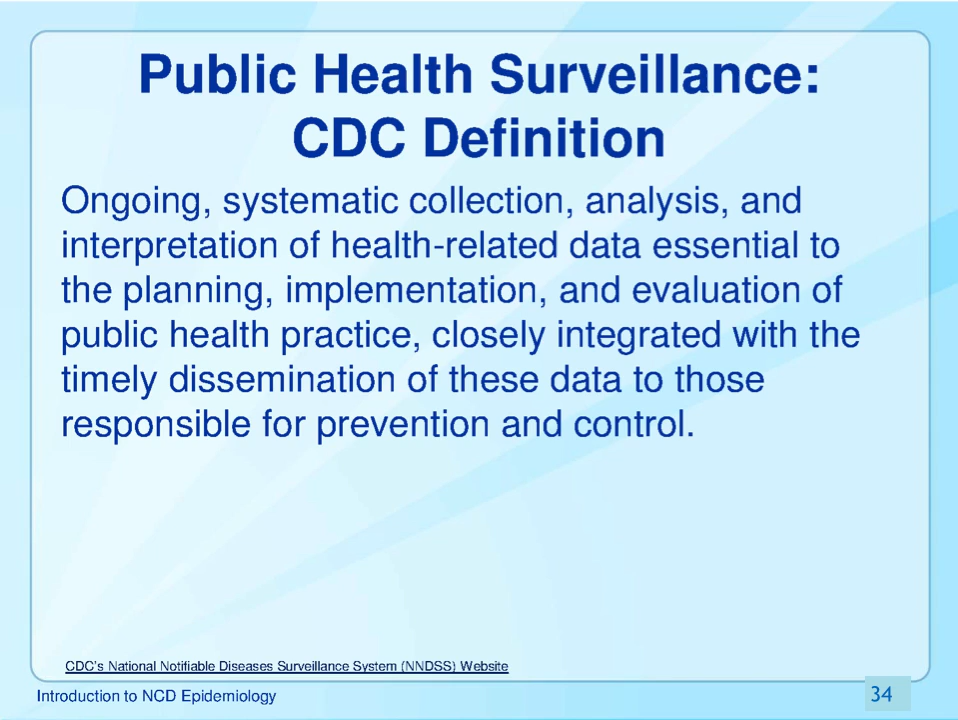 Public Health Surveillance:
CDC Definition
Ongoing, systematic collection, analysis, and
interpretation of health-related data essential to
the planning, implementation, and evaluation of
public health practice, closely integrated with the
timely dissemination of these data to those
responsible for prevention and control.
CDC's National Notifiable Diseases Surveillance System (NNDSS) Website
Introduction to NCD Epidemiology
34